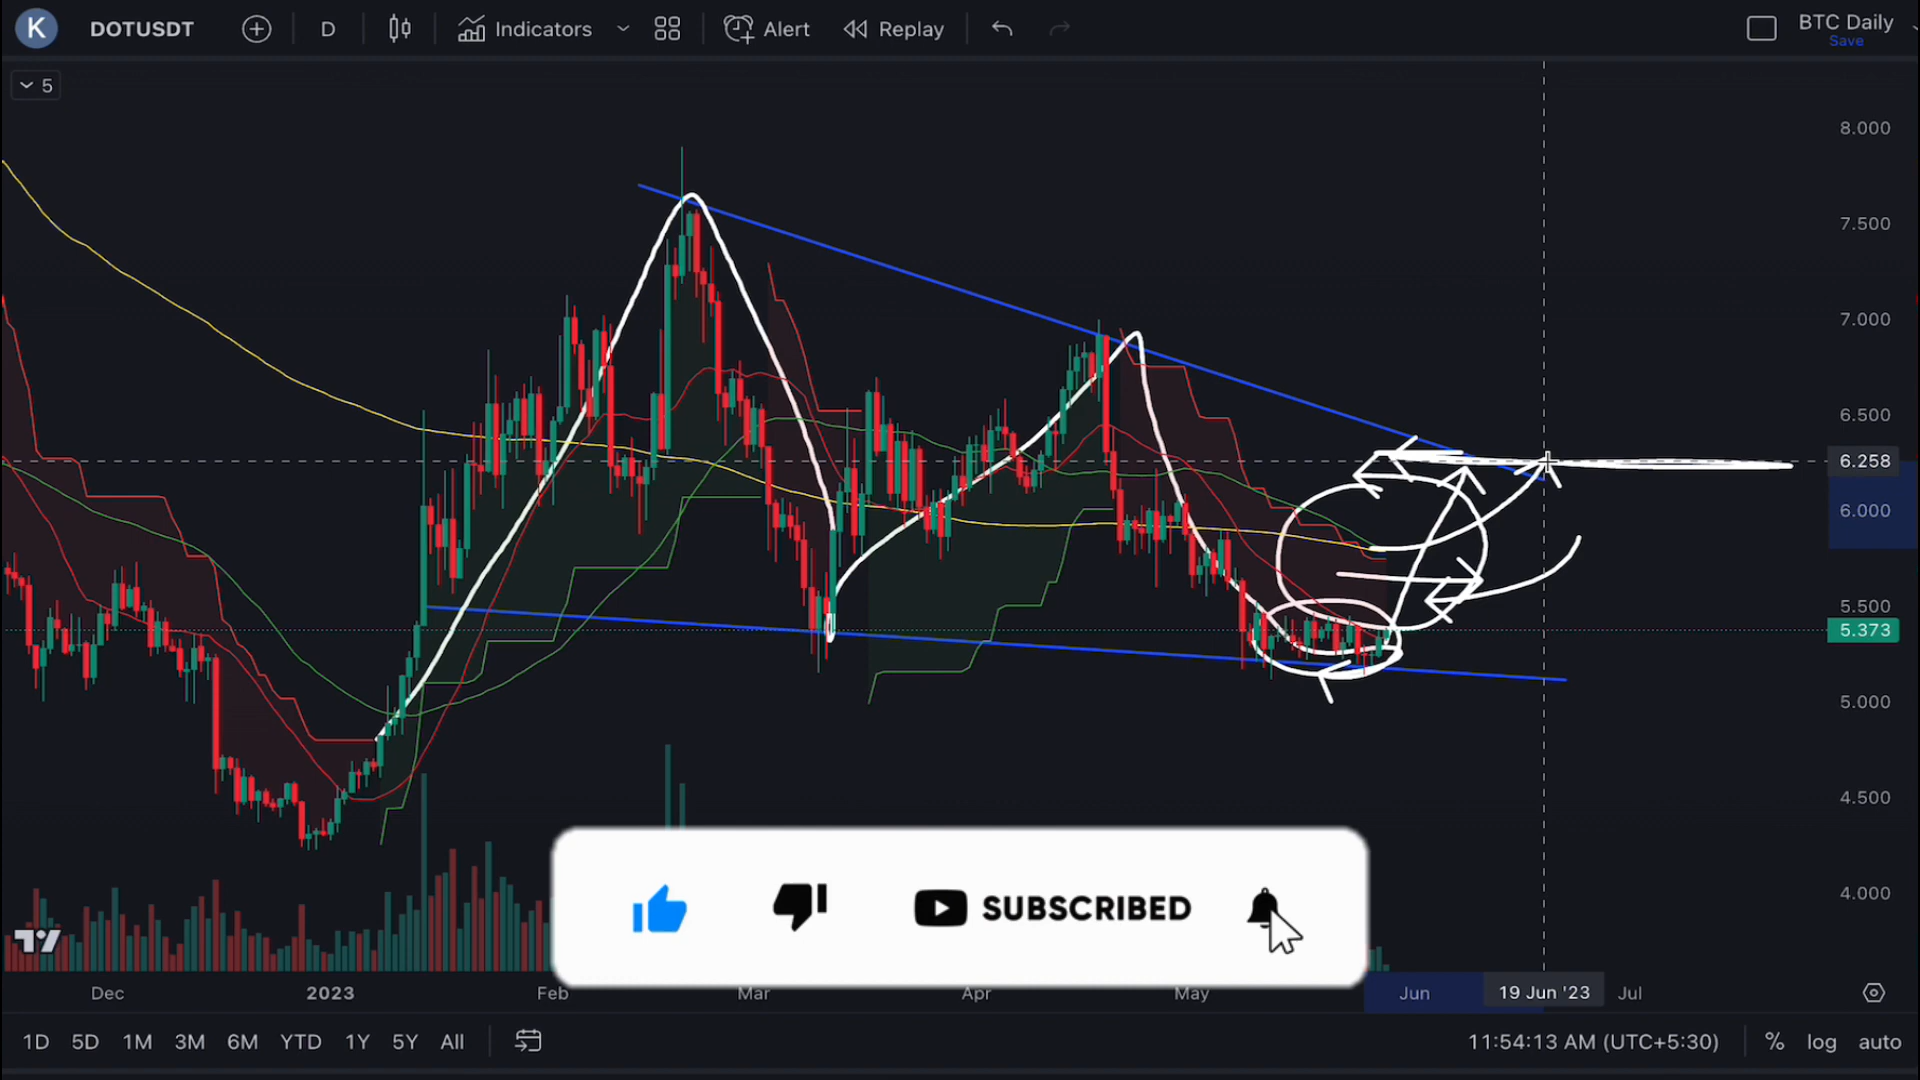 K DOTUSDT D Indicators Alert Replay BTC Daily
Save
5
8.000
7.500
7.000
6.500
6.258
6.000
5.500
5.373
5.000
4.500
4.000
SUBSCRIBED
Dec 2023 Feb Mar Apr May Jun 19 Jun '23 Jul
1D 5D 1M 3M 6M YTD 1Y 5Y All 11:54:13 AM (UTC+5:30) % log auto